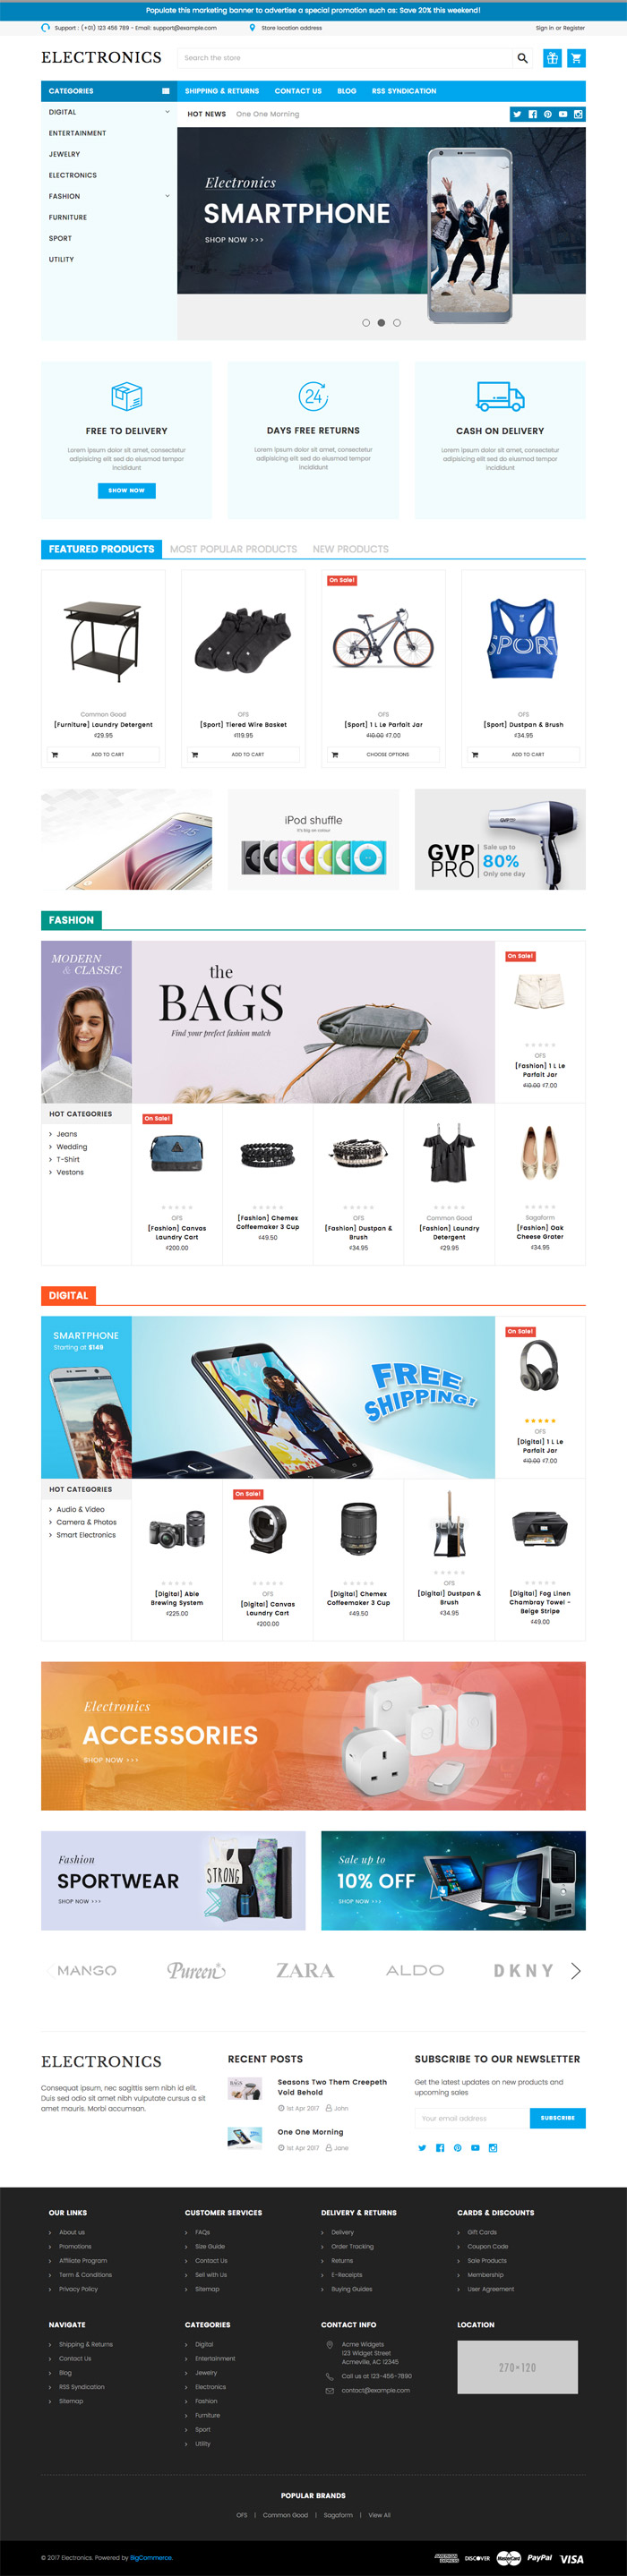 Populate this marketing banner to advertise a special promotion such as: Save 20% this weekend!
Support : (+01) 123 456 789 - Email: support@example.com
Store location address
Sign in or Register
ELECTRONICS
Search the store
CATEGORIES
SHIPPING & RETURNS
CONTACT US
BLOG
RSS SYNDICATION
DIGITAL
ENTERTAINMENT
JEWELRY
ELECTRONICS
FASHION
FURNITURE
SPORT
UTILITY
HOT NEWS One One Morning
Electronics
SMARTPHONE
SHOP NOW >>>
24
FREE TO DELIVERY
Lorem ipsum dolor sit amet, consectetur
adipisicing elit sed do eiusmod tempor
incididunt
SHOW NOW
DAYS FREE RETURNS
Lorem ipsum dolor sit amet, consectetur
adipisicing elit sed do eiusmod tempor
incididunt
CASH ON DELIVERY
Lorem ipsum dolor sit amet, consectetur
adipisicing elit sed do eiusmod tempor
incididunt
FEATURED PRODUCTS
MOST POPULAR PRODUCTS
NEW PRODUCTS
Common Good
[Furniture] Laundry Detergent
₫29.95
ADD TO CART
OFS
[Sport] Tiered Wire Basket
₫119.95
ADD TO CART
On Sale!
OFS
[Sport] 1 L Le Parfait Jar
₫10.00 ₫7.00
CHOOSE OPTIONS
SPORT
OFS
[Sport] Dustpan & Brush
₫34.95
ADD TO CART
iPod shuffle
It's big on colour
GVP
PRO
Sale up to
80%
Only one day
FASHION
MODERN
& CLASSIC
the
BAGS
Find your perfect fashion match
On Sale!
OFS
[Fashion] 1 L Le
Parfait Jar
₫10.00 ₫7.00
HOT CATEGORIES
Jeans
Wedding
T-Shirt
Vestons
On Sale!
OFS
[Fashion] Canvas
Laundry Cart
₫200.00
[Fashion] Chemex
Coffeemaker 3 Cup
₫49.50
OFS
[Fashion] Dustpan &
Brush
₫34.95
Common Good
[Fashion] Laundry
Detergent
₫29.95
Sagaform
[Fashion] Oak
Cheese Grater
₫34.95
DIGITAL
SMARTPHONE
Starting at $149
FREE
SHIPPING!
On Sale!
OFS
[Digital] 1 L Le
Parfait Jar
₫10.00 ₫7.00
HOT CATEGORIES
Audio & Video
Camera & Photos
Smart Electronics
[Digital] Able
Brewing System
₫225.00
On Sale!
OFS
[Digital] Canvas
Laundry Cart
₫200.00
[Digital] Chemex
Coffeemaker 3 Cup
₫49.50
OFS
[Digital] Dustpan &
Brush
₫34.95
[Digital] Fog Linen
Chambray Towel -
Beige Stripe
₫49.00
Electronics
ACCESSORIES
SHOP NOW >>>
Fashion
SPORTWEAR
SHOP NOW >>>
STRONG
Sale up to
10% OFF
SHOP NOW >>>
MANGO
Pureen
ZARA
ALDO
DKNY
ELECTRONICS
Consequat ipsum, nec sagittis sem nibh id elit.
Duis sed odio sit amet nibh vulputate cursus a sit
amet mauris. Morbi accumsan.
RECENT POSTS
Seasons Two Them Creepeth
Void Behold
1st Apr 2017 John
One One Morning
1st Apr 2017 Jane
SUBSCRIBE TO OUR NEWSLETTER
Get the latest updates on new products and
upcoming sales
Your email address
SUBSCRIBE
OUR LINKS
About us
Promotions
Affiliate Program
Term & Conditions
Privacy Policy
CUSTOMER SERVICES
FAQs
Size Guide
Contact Us
Sell with Us
Sitemap
DELIVERY & RETURNS
Delivery
Order Tracking
Returns
E-Receipts
Buying Guides
CARDS & DISCOUNTS
Gift Cards
Coupon Code
Sale Products
Membership
User Agreement
NAVIGATE
Shipping & Returns
Contact Us
Blog
RSS Syndication
Sitemap
CATEGORIES
Digital
Entertainment
Jewelry
Electronics
Fashion
Furniture
Sport
Utility
CONTACT INFO
Acme Widgets
123 Widget Street
Acmeville, AC 12345
Call us at 123-456-7890
contact@example.com
LOCATION
270×120
POPULAR BRANDS
OFS | Common Good | Sagaform | View All
© 2017 Electronics. Powered by BigCommerce.
AMERICAN EXPRESS
DISCOVER
MasterCard
PayPal
VISA